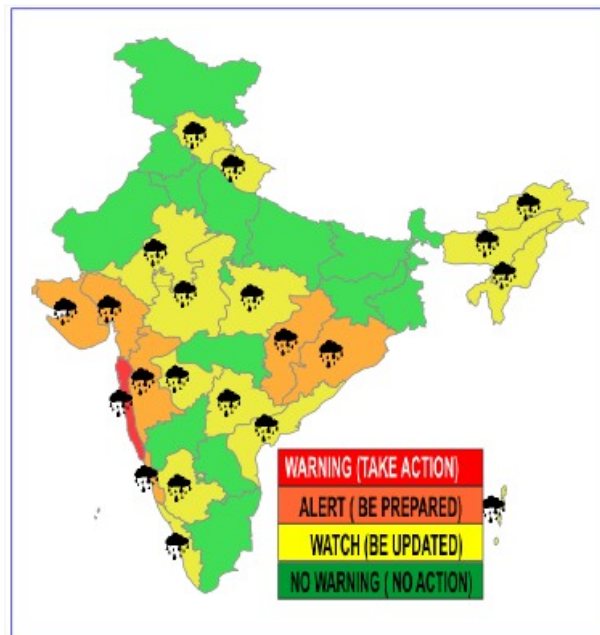 WARNING (TAKE ACTION)
ALERT ( BE PREPARED)
WATCH (BE UPDATED)
NO WARNING ( NO ACTION)